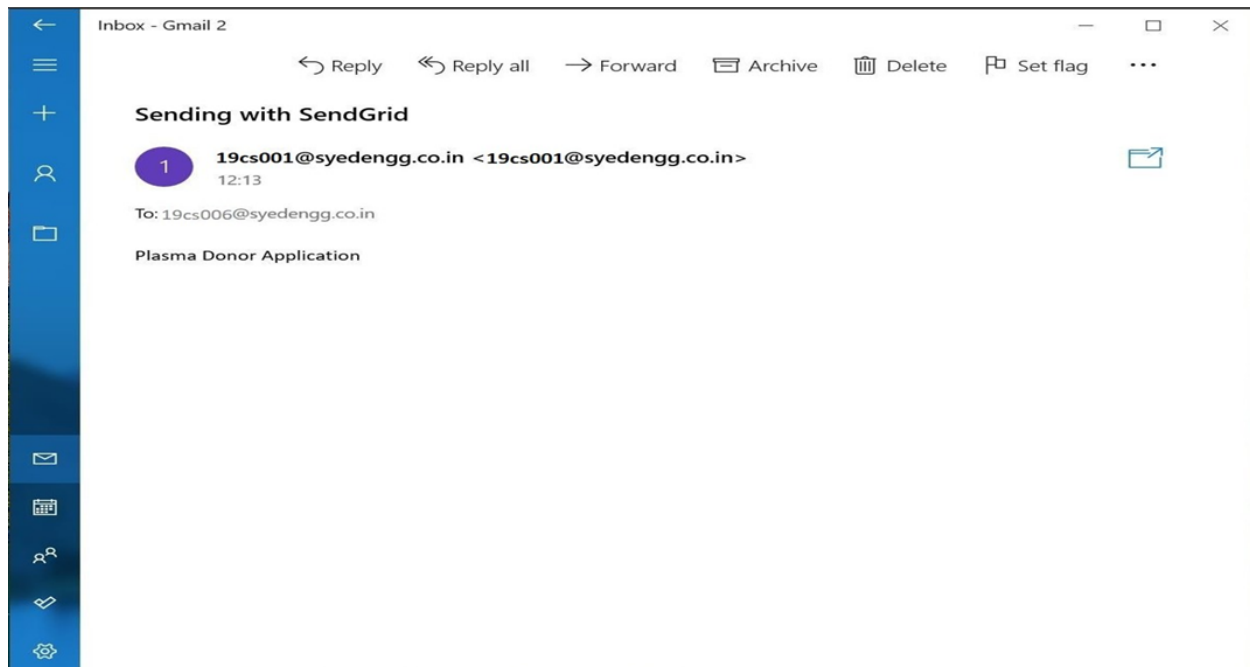 Inbox - Gmail 2
Reply Reply all Forward Archive Delete Set flag ...
Sending with SendGrid
1
19cs001@syedengg.co.in <19cs001@syedengg.co.in>
12:13
To: 19cs006@syedengg.co.in
Plasma Donor Application